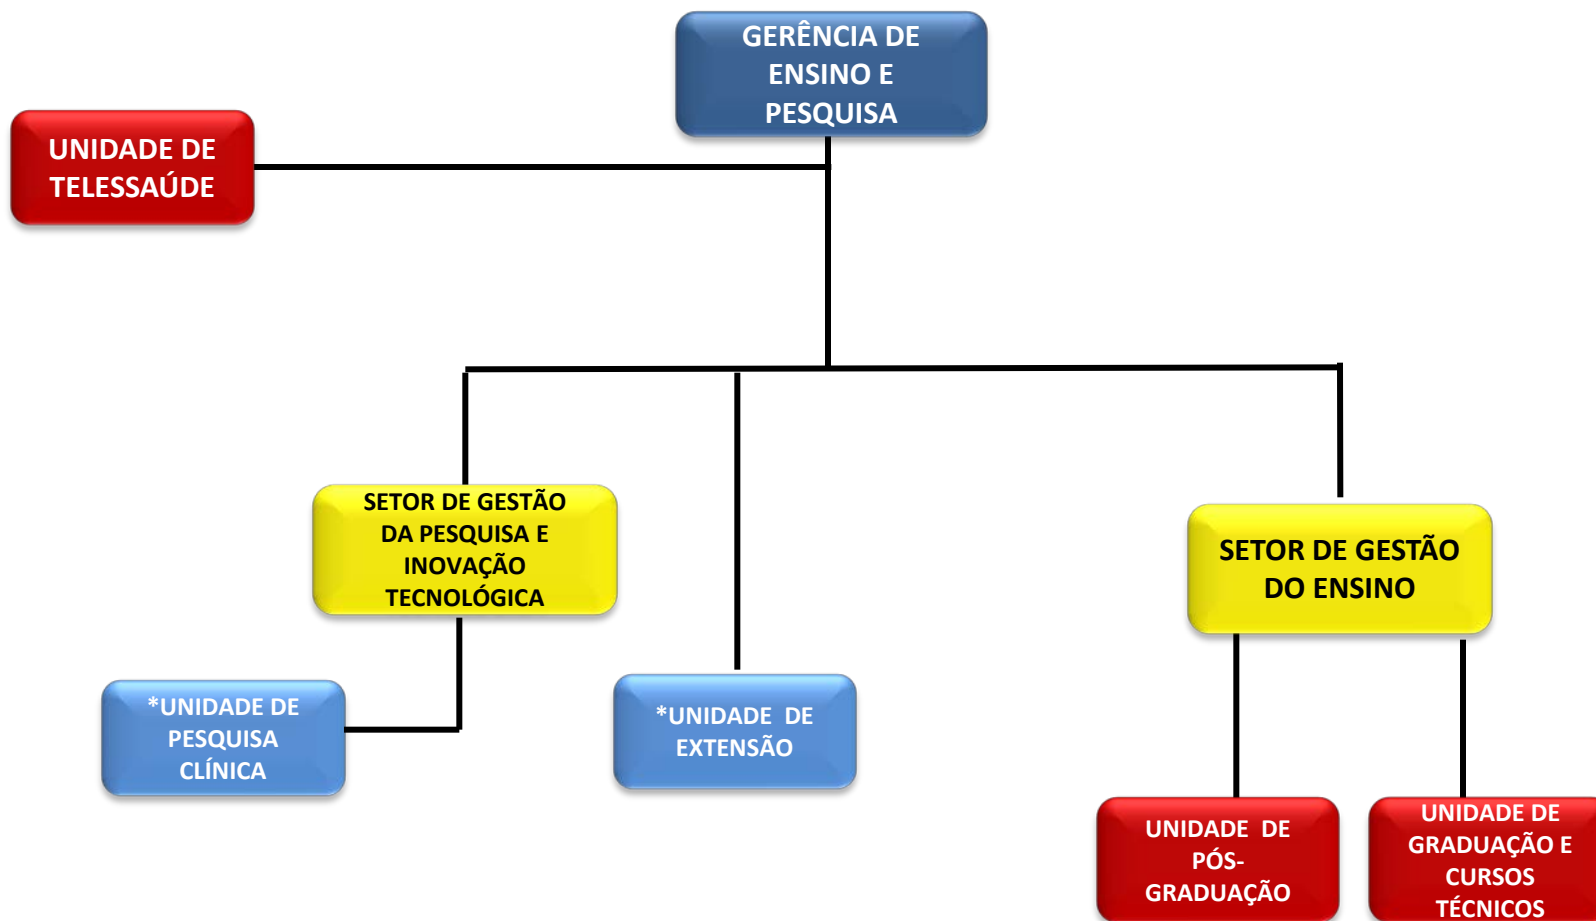 GERÊNCIA DE
ENSINO E
PESQUISA
UNIDADE DE
TELESSAÚDE
SETOR DE GESTÃO
DA PESQUISA E
INOVAÇÃO
TECNOLÓGICA
SETOR DE GESTÃO
DO ENSINO
*UNIDADE DE
PESQUISA
CLÍNICA
*UNIDADE DE
EXTENSÃO
UNIDADE DE
PÓS-
GRADUAÇÃO
UNIDADE DE
GRADUAÇÃO E
CURSOS
TÉCNICOS